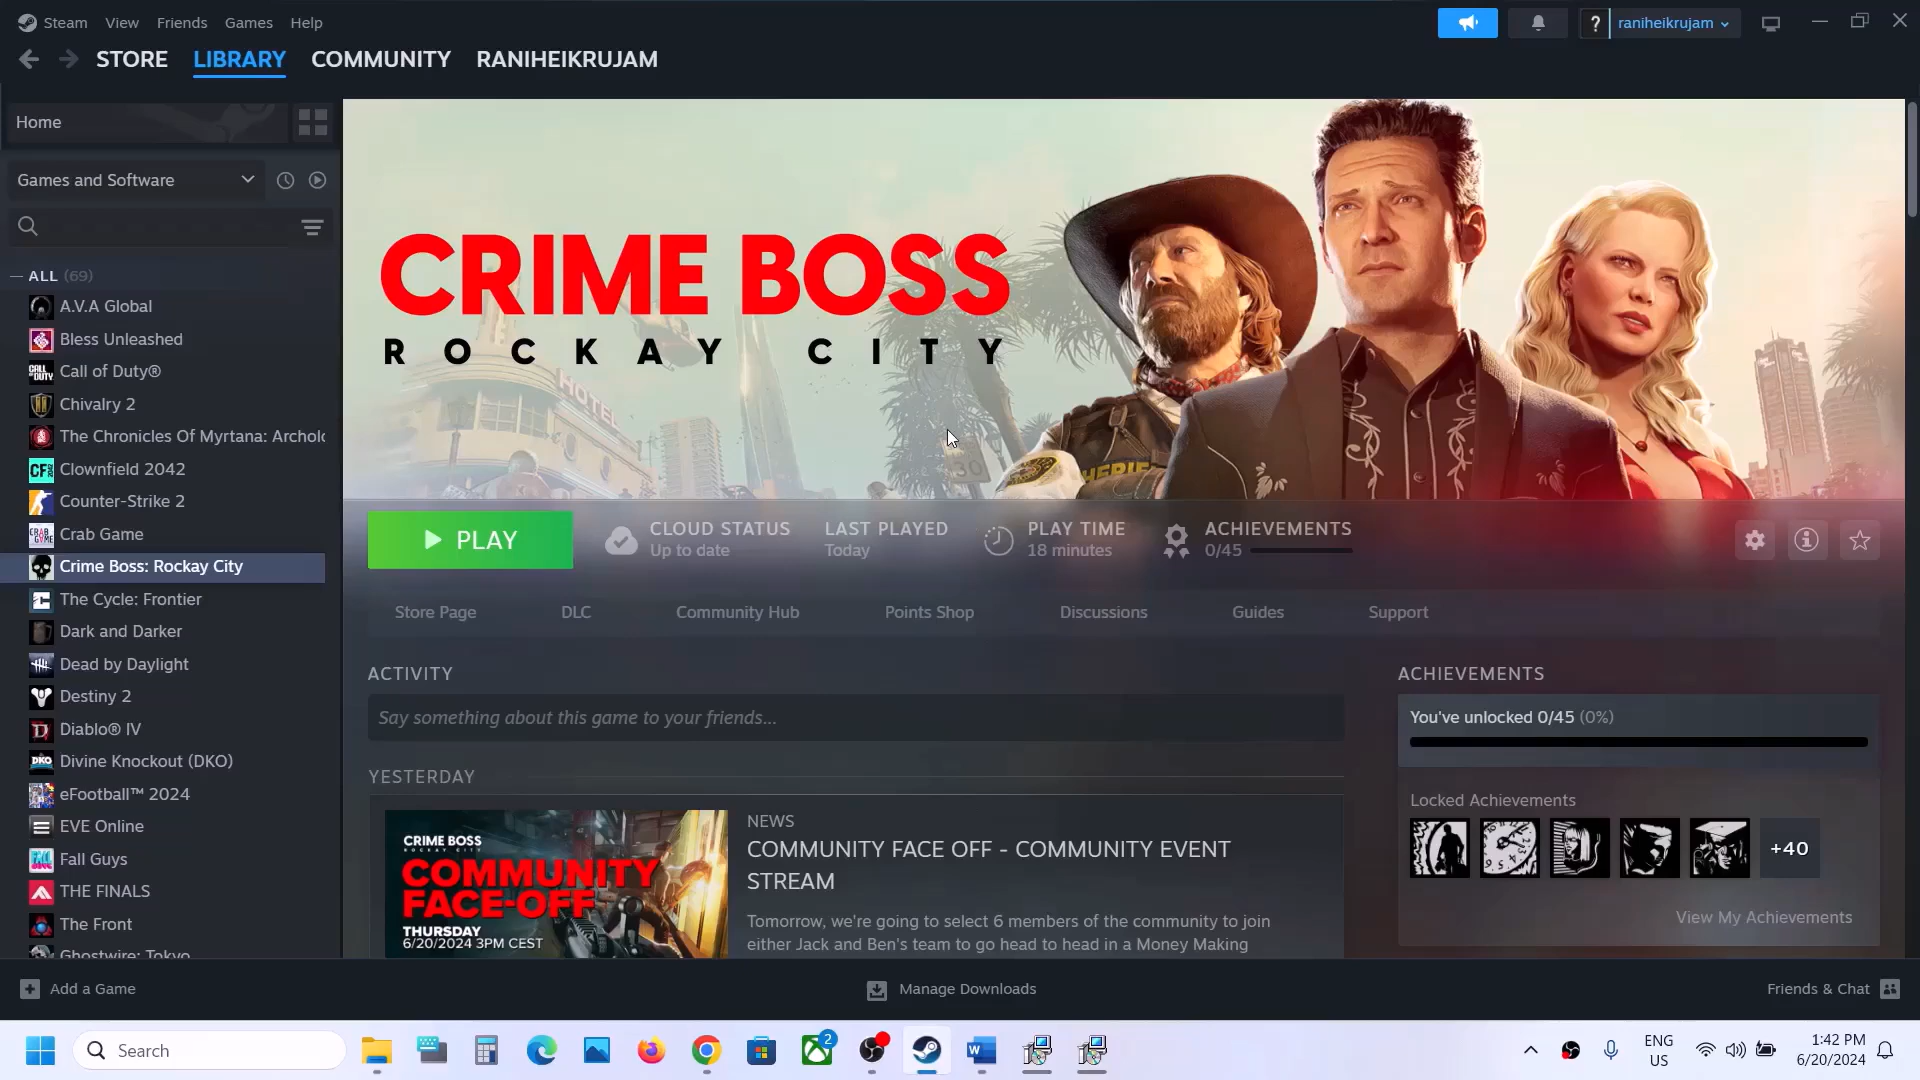 Steam View Friends Games Help
? raniheikrujam
STORE LIBRARY COMMUNITY RANIHEIKRUJAM
Home
Games and Software
ALL (69)
A.V.A Global
Bless Unleashed
Call of Duty®
Chivalry 2
The Chronicles Of Myrtana: Archol
Clownfield 2042
Counter-Strike 2
Crab Game
Crime Boss: Rockay City
The Cycle: Frontier
Dark and Darker
Dead by Daylight
Destiny 2
Diablo® IV
Divine Knockout (DKO)
eFootball™ 2024
EVE Online
Fall Guys
THE FINALS
The Front
Ghostwire: Tokyo
CRIME BOSS
ROCKAY CITY
HOTEL
30
SHERIF
PLAY
CLOUD STATUS
Up to date
LAST PLAYED
Today
PLAY TIME
18 minutes
ACHIEVEMENTS
0/45
Store Page DLC Community Hub Points Shop Discussions Guides Support
ACTIVITY
Say something about this game to your friends...
YESTERDAY
CRIME BOSS
ROCKAY CITY
COMMUNITY
FACE-OFF
THURSDAY
6/20/2024 3PM CEST
NEWS
COMMUNITY FACE OFF - COMMUNITY EVENT
STREAM
Tomorrow, we're going to select 6 members of the community to join
either Jack and Ben's team to go head to head in a Money Making
ACHIEVEMENTS
You've unlocked 0/45 (0%)
Locked Achievements
+40
View My Achievements
Add a Game
Manage Downloads
Friends & Chat
Search
2
ENG
US
1:42 PM
6/20/2024